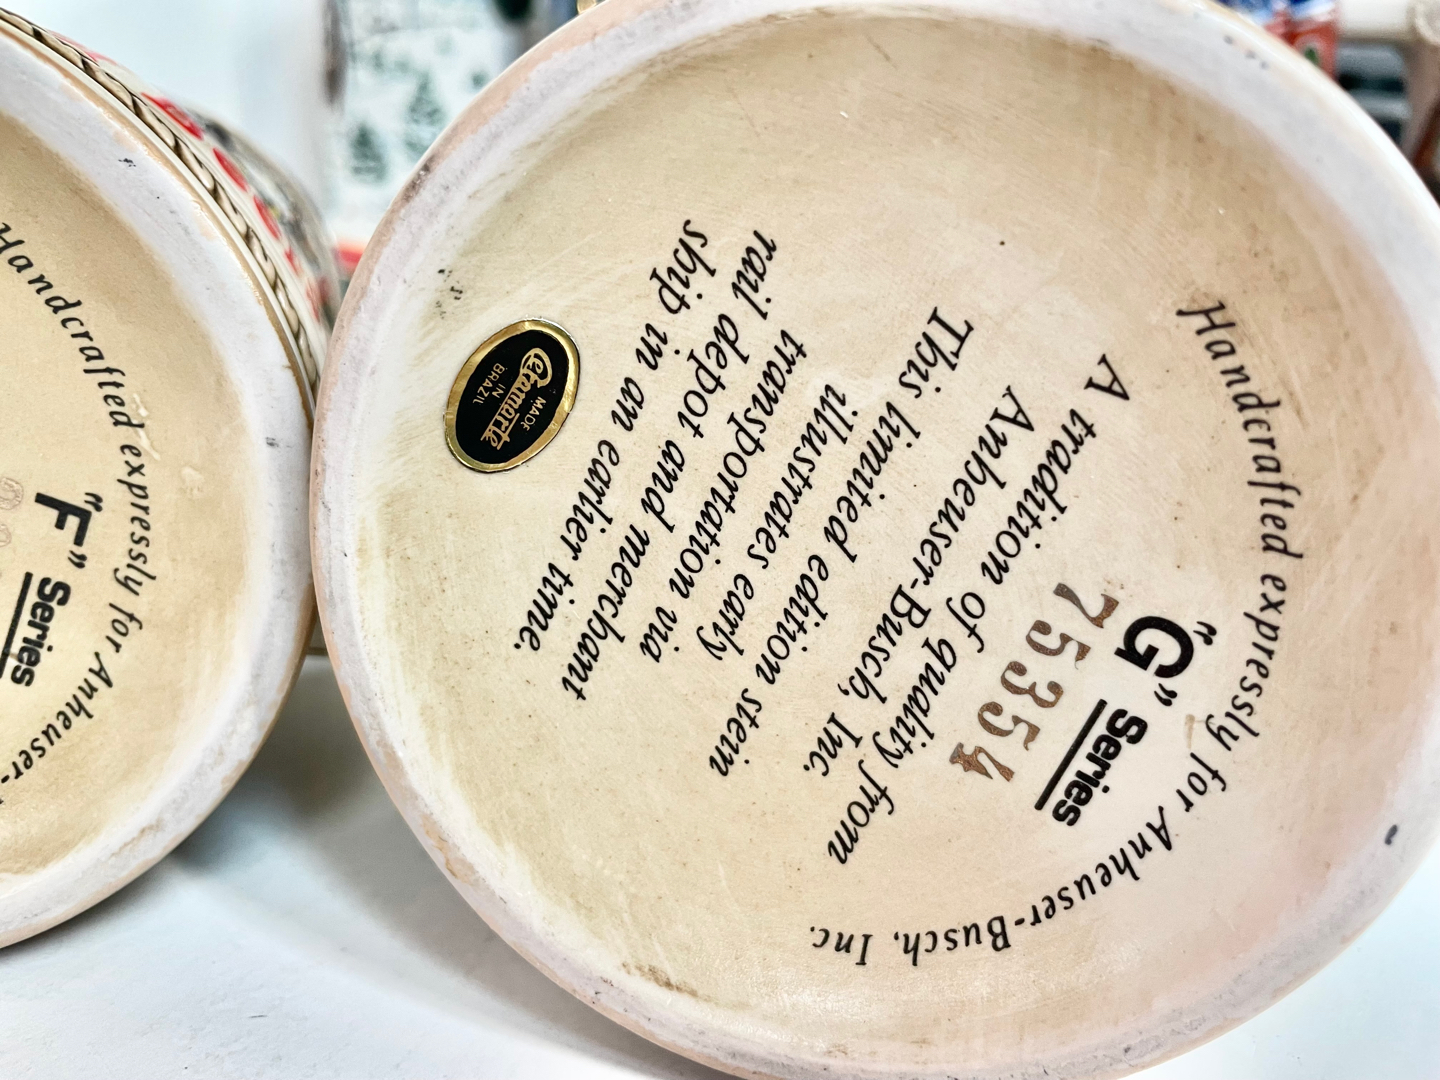 Handcrafted expressly for Anheuser-
"F" Series
Handcrafted expressly for Anheuser-Busch, Inc.
"G" Series
75354
A tradition of quality from
Anheuser-Busch, Inc.
This limited edition stein
illustrates early
transportation via
rail depot and merchant
ship in an earlier time.
MADE
Ceramarte
IN
BRAZIL